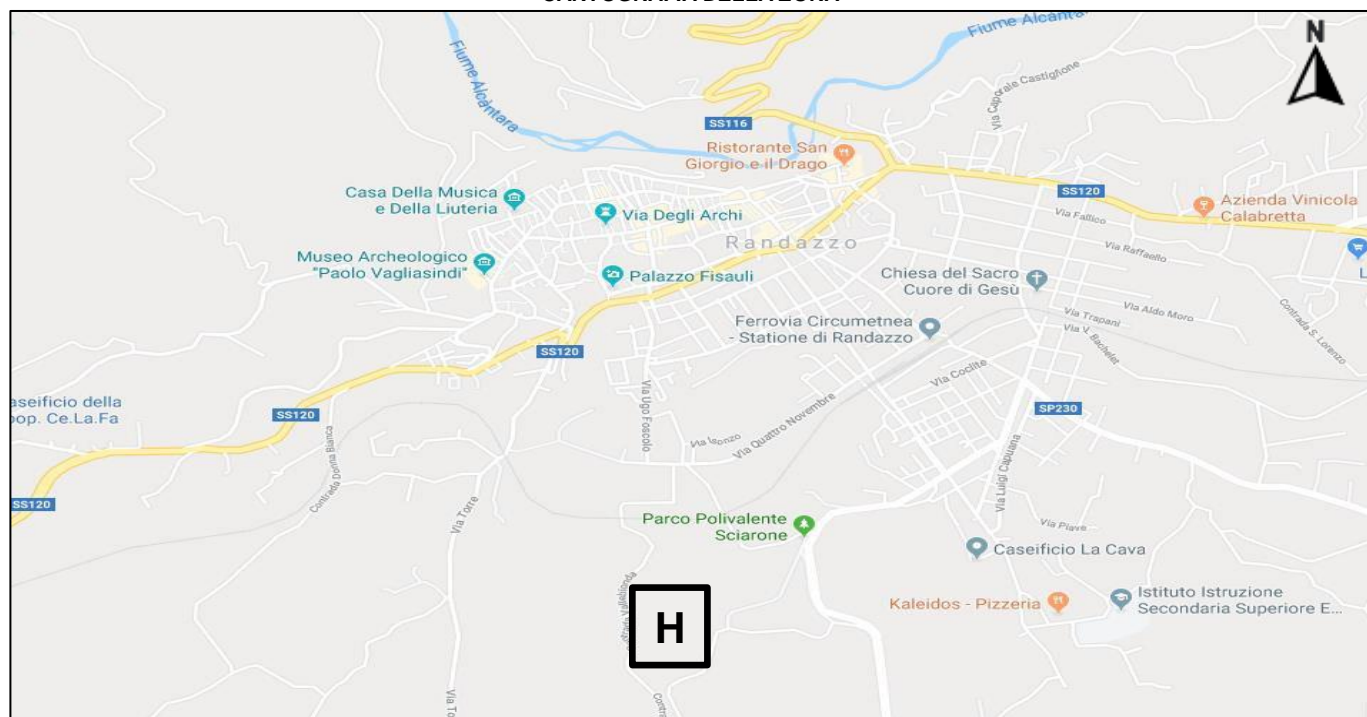 Fiume Alcàntara
Fiume Alcàntara
N
Via Caporale Castiglione
SS116
Ristorante San
Giorgio e il Drago
Casa Della Musica
e Della Liuteria
SS120
Azienda Vinicola
Calabretta
Via Degli Archi
Via Fallico
Randazzo
Via Raffaello
Museo Archeologico
"Paolo Vagliasindi"
Palazzo Fisauli
Chiesa del Sacro
Cuore di Gesù
L
Via Aldo Moro
Via Trapani
Contrada S. Lorenzo
Ferrovia Circumetnea
- Statione di Randazzo
Via V. Bachelet
SS120
Via Coclite
Via Ugo Foscolo
aseificio della
oop. Ce.La.Fa
SS120
SP230
Via Quattro Novembre
Via Isonzo
Contrada Donna Bianca
Via Luigi Capuana
SS120
Via Torre
Parco Polivalente
Sciarone
Via Piave
Caseificio La Cava
H
Kaleidos - Pizzeria
Istituto Istruzione
Secondaria Superiore E...
Via To
Contra